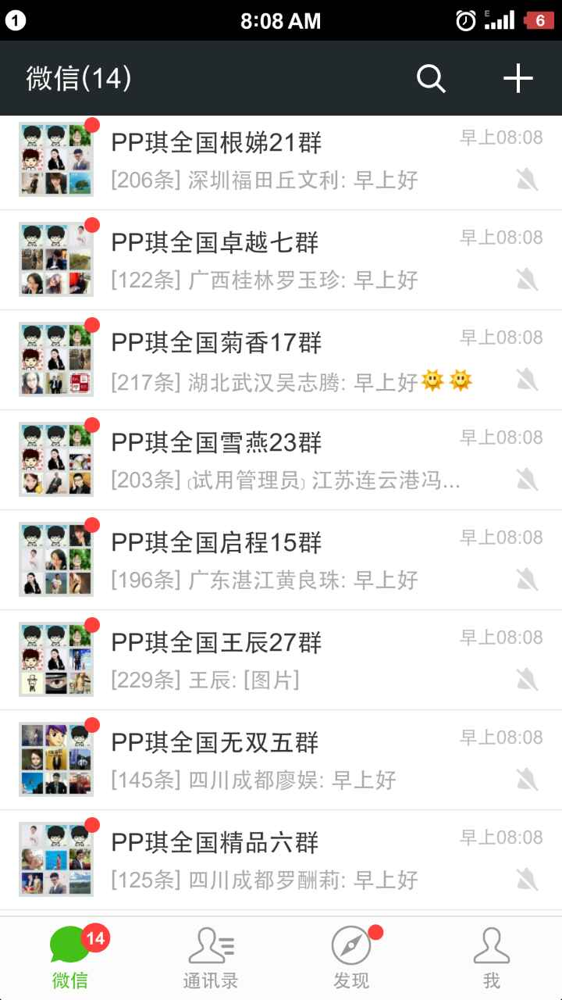 1 8:08 AM E 6
微信(14)
PP琪全国根娣21群 早上08:08
[206条] 深圳福田丘文利: 早上好
PP琪全国卓越七群 早上08:08
[122条] 广西桂林罗玉珍: 早上好
PP琪全国菊香17群 早上08:08
[217条] 湖北武汉吴志腾: 早上好
PP琪全国雪燕23群 早上08:08
[203条] (试用管理员) 江苏连云港冯...
PP琪全国启程15群 早上08:08
[196条] 广东湛江黄良珠: 早上好
PP琪全国王辰27群 早上08:08
[229条] 王辰: [图片]
PP琪全国无双五群 早上08:08
[145条] 四川成都廖娱: 早上好
PP琪全国精品六群 早上08:08
[125条] 四川成都罗酬莉: 早上好
14
微信 通讯录 发现 我